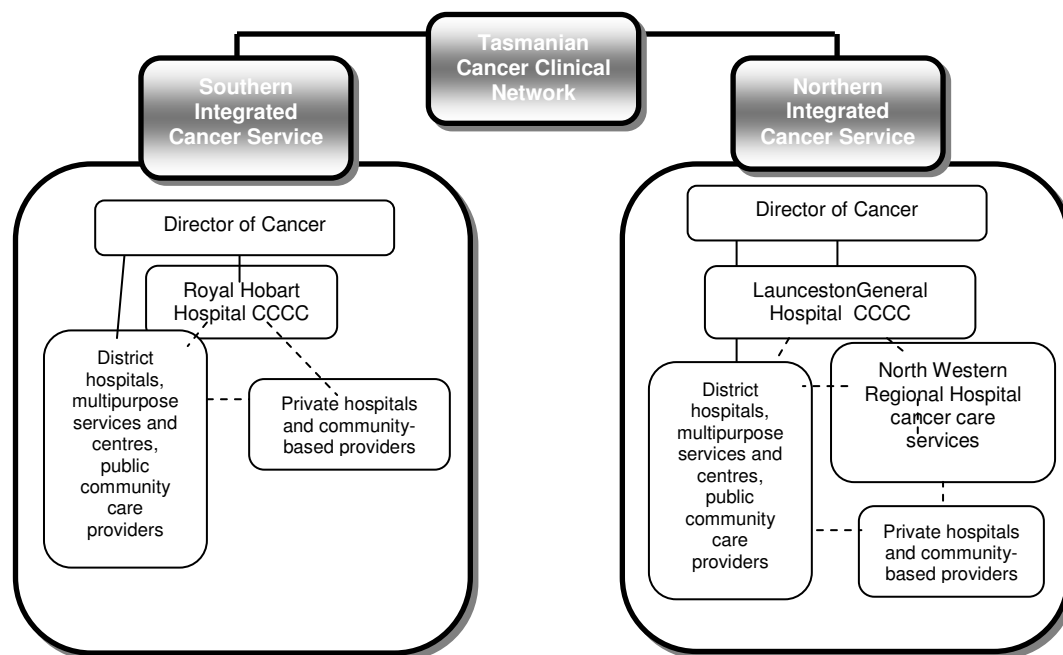 Tasmanian
Cancer Clinical
Network
Southern
Integrated
Cancer Service
Northern
Integrated
Cancer Service
Director of Cancer
Royal Hobart
Hospital CCCC
District
hospitals,
multipurpose
services and
centres,
public
community
care
providers
Private hospitals
and community-
based providers
Director of Cancer
LauncestonGeneral
Hospital CCCC
North Western
Regional Hospital
cancer care
services
District
hospitals,
multipurpose
services and
centres,
public
community
care
providers
Private hospitals
and community-
based providers